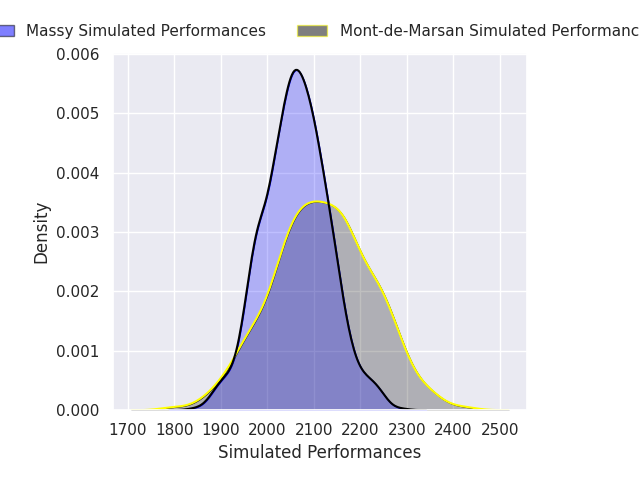 Massy Simulated Performances
Mont-de-Marsan Simulated Performanc
0.006
0.005
0.004
0.003
0.002
0.001
0.000
Density
1700 1800 1900 2000 2100 2200 2300 2400 2500
Simulated Performances